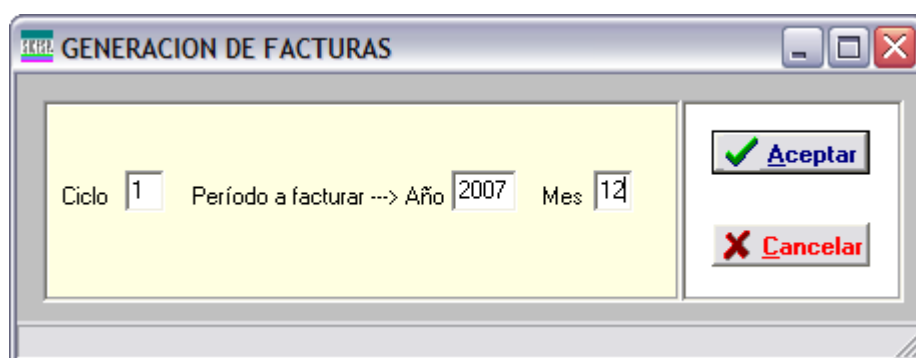 GENERACION DE FACTURAS
Ciclo 1 Período a facturar ---> Año 2007 Mes 12
Aceptar
Cancelar